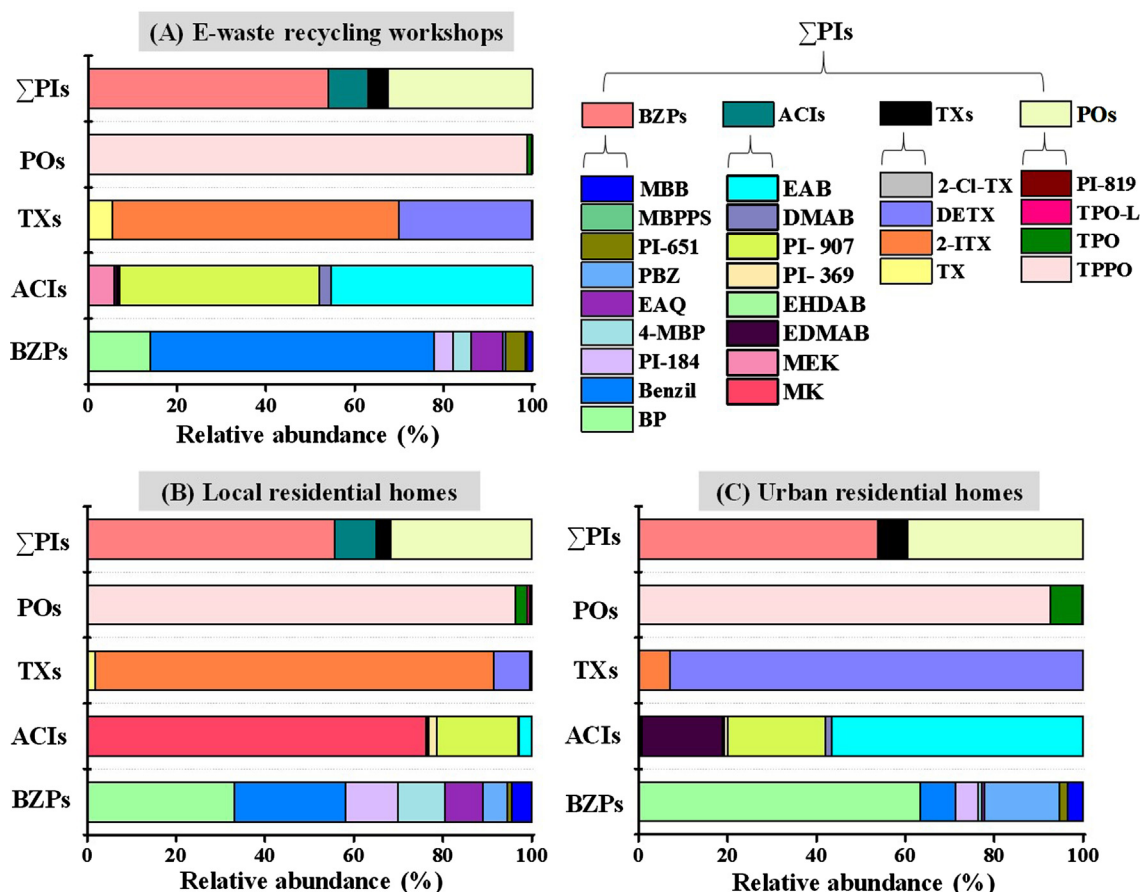 (A) E-waste recycling workshops
∑PIs
POs
TXs
ACIs
BZPs
0 20 40 60 80 100
Relative abundance (%)
∑PIs
BZPs
ACIs
TXs
POs
MBB
MBPPS
PI-651
PBZ
EAQ
4-MBP
PI-184
Benzil
BP
EAB
DMAB
PI- 907
PI- 369
EHDAB
EDMAB
MEK
MK
2-Cl-TX
DETX
2-ITX
TX
PI-819
TPO-L
TPO
TPPO
(B) Local residential homes
∑PIs
POs
TXs
ACIs
BZPs
0 20 40 60 80 100
Relative abundance (%)
(C) Urban residential homes
∑PIs
POs
TXs
ACIs
BZPs
0 20 40 60 80 100
Relative abundance (%)